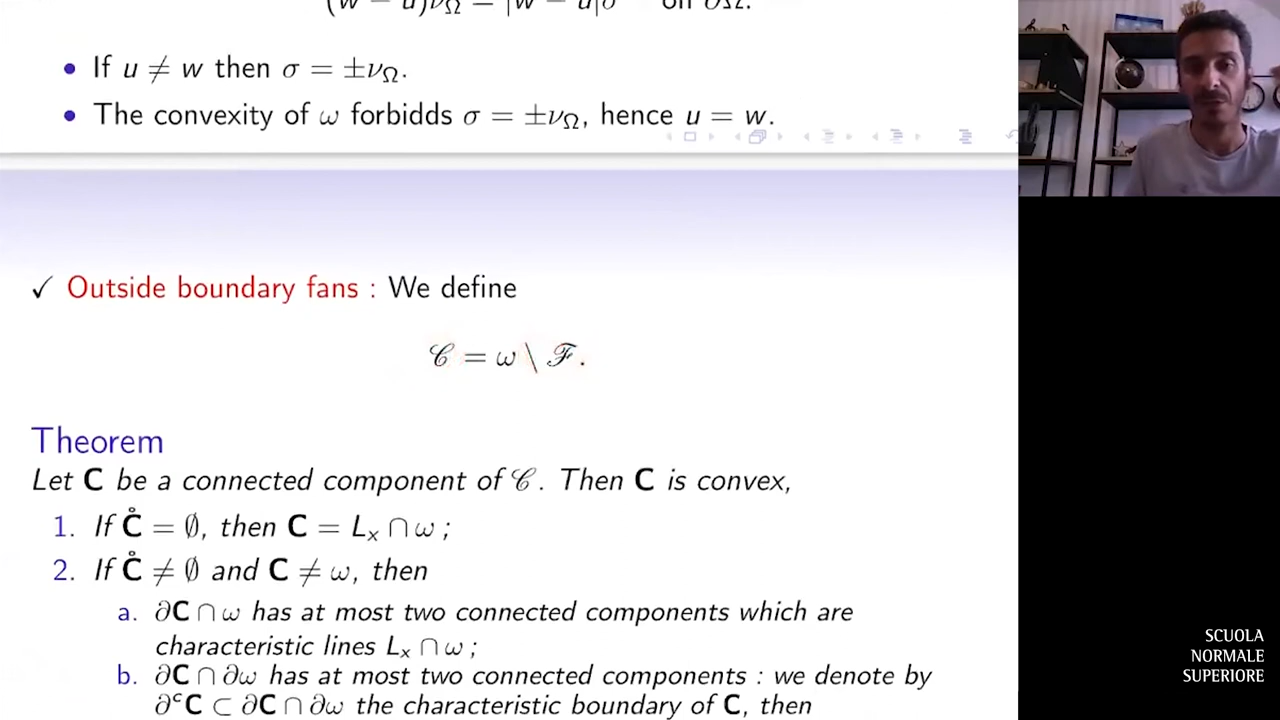 (w − u)ν_Ω = |w − u|σ on ∂Ω.
• If u ≠ w then σ = ±ν_Ω.
• The convexity of ω forbidds σ = ±ν_Ω, hence u = w.
✓ Outside boundary fans : We define
𝒞 = ω \ ℱ.
Theorem
Let C be a connected component of 𝒞. Then C is convex,
1. If C̊ = ∅, then C = L_x ∩ ω ;
2. If C̊ ≠ ∅ and C ≠ ω, then
a. ∂C ∩ ω has at most two connected components which are
characteristic lines L_x ∩ ω ;
b. ∂C ∩ ∂ω has at most two connected components : we denote by
∂ᶜC ⊂ ∂C ∩ ∂ω the characteristic boundary of C, then
SCUOLA
NORMALE
SUPERIORE